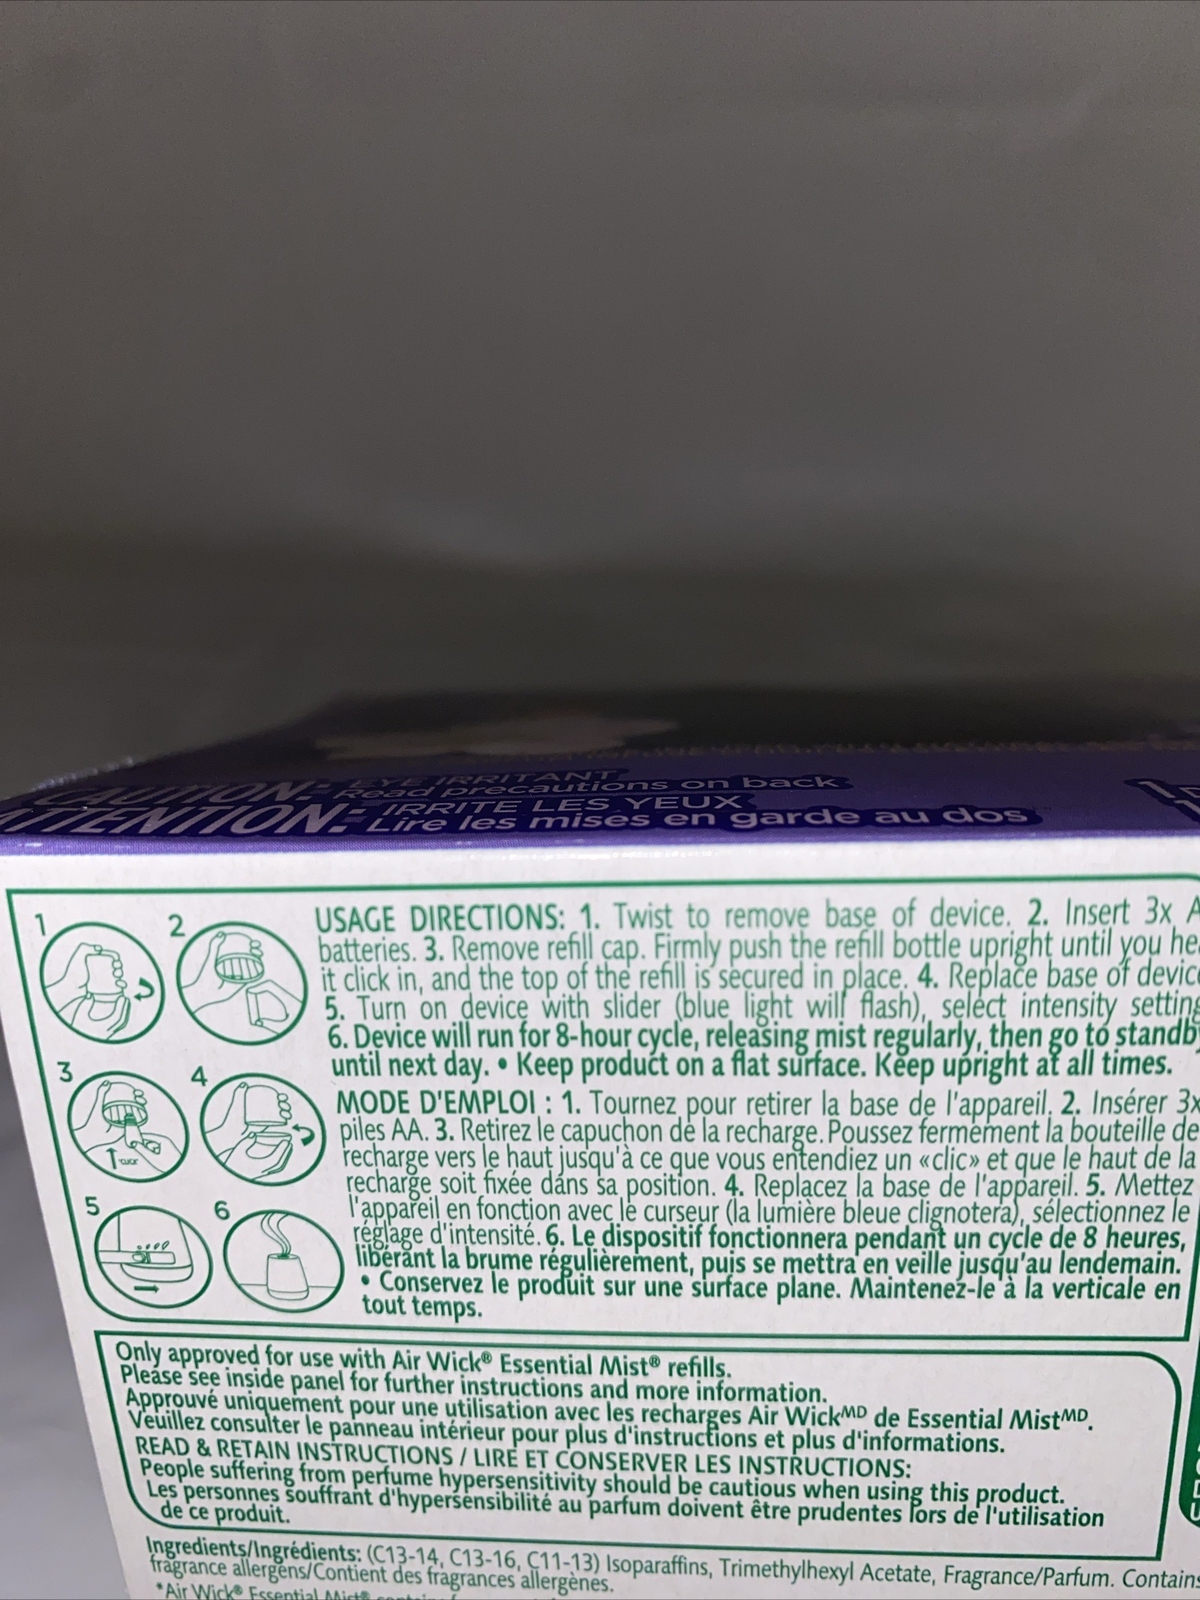 CAUTION: EYE IRRITANT
Read precautions on back
ATTENTION: IRRITE LES YEUX
Lire les mises en garde au dos
1
2
3
4
5
6
"CLICK"
USAGE DIRECTIONS: 1. Twist to remove base of device. 2. Insert 3x A
batteries. 3. Remove refill cap. Firmly push the refill bottle upright until you he
it click in, and the top of the refill is secured in place. 4. Replace base of devic
5. Turn on device with slider (blue light will flash), select intensity setting
6. Device will run for 8-hour cycle, releasing mist regularly, then go to standb
until next day. • Keep product on a flat surface. Keep upright at all times.
MODE D'EMPLOI : 1. Tournez pour retirer la base de l'appareil. 2. Insérer 3x
piles AA. 3. Retirez le capuchon de la recharge. Poussez fermement la bouteille de
recharge vers le haut jusqu'à ce que vous entendiez un «clic» et que le haut de la
recharge soit fixée dans sa position. 4. Replacez la base de l'appareil. 5. Mettez
l'appareil en fonction avec le curseur (la lumière bleue clignotera), sélectionnez le
réglage d'intensité. 6. Le dispositif fonctionnera pendant un cycle de 8 heures,
libérant la brume régulièrement, puis se mettra en veille jusqu'au lendemain.
• Conservez le produit sur une surface plane. Maintenez-le à la verticale en
tout temps.
Only approved for use with Air Wick® Essential Mist® refills.
Please see inside panel for further instructions and more information.
Approuvé uniquement pour une utilisation avec les recharges Air WickMD de Essential MistMD.
Veuillez consulter le panneau intérieur pour plus d'instructions et plus d'informations.
READ & RETAIN INSTRUCTIONS / LIRE ET CONSERVER LES INSTRUCTIONS:
People suffering from perfume hypersensitivity should be cautious when using this product.
Les personnes souffrant d'hypersensibilité au parfum doivent être prudentes lors de l'utilisation
de ce produit.
Ingredients/Ingrédients: (C13-14, C13-16, C11-13) Isoparaffins, Trimethylhexyl Acetate, Fragrance/Parfum. Contains
fragrance allergens/Contient des fragrances allergènes.
*Air Wick® Essential Mist®